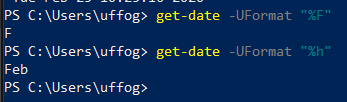 PS C:\Users\uffog> get-date -UFormat "%F"
F
PS C:\Users\uffog> get-date -UFormat "%h"
Feb
PS C:\Users\uffog>